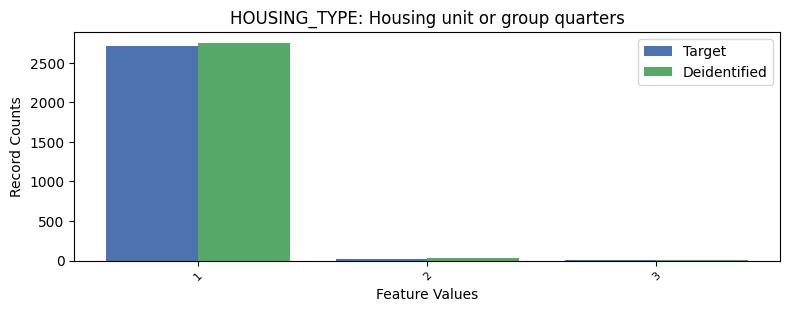 HOUSING_TYPE: Housing unit or group quarters
Target
Deidentified
Record Counts
2500
2000
1500
1000
500
0
1
2
3
Feature Values